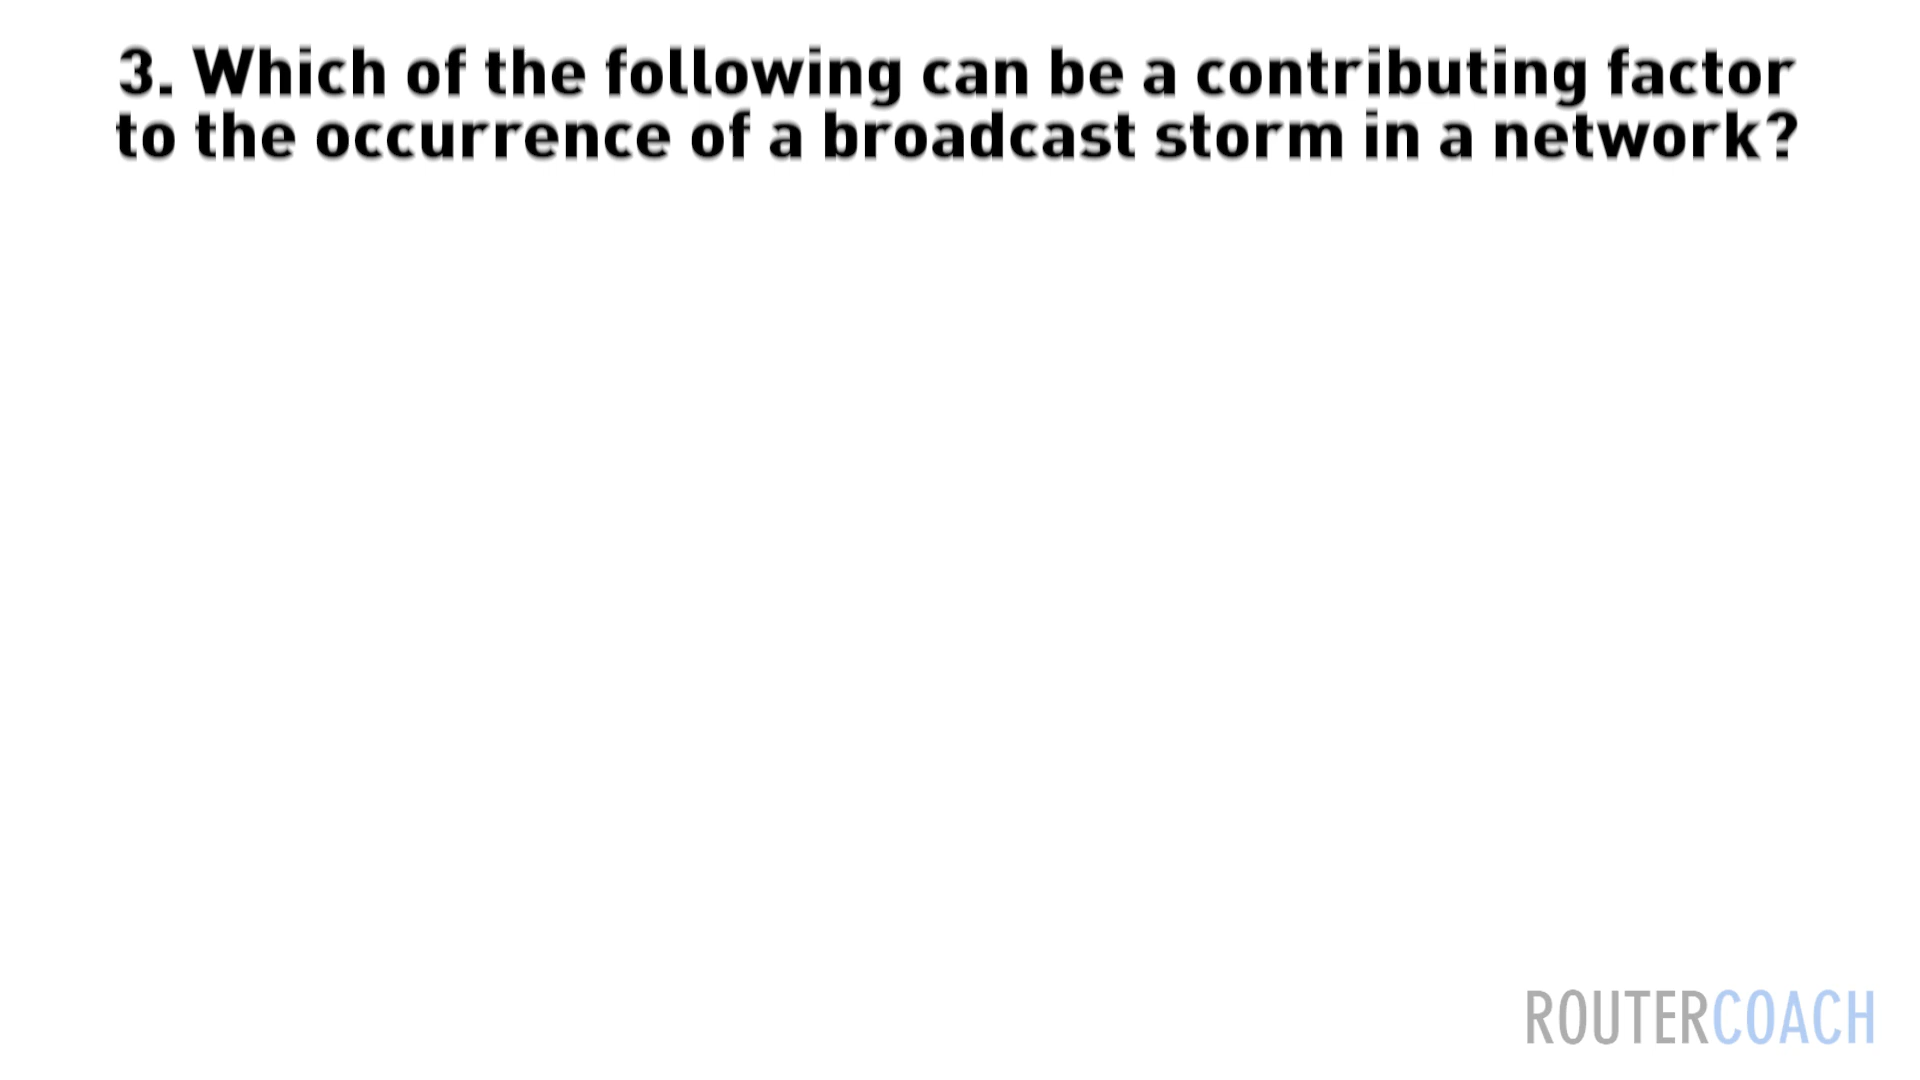 3. Which of the following can be a contributing factor
to the occurrence of a broadcast storm in a network?
ROUTERCOACH